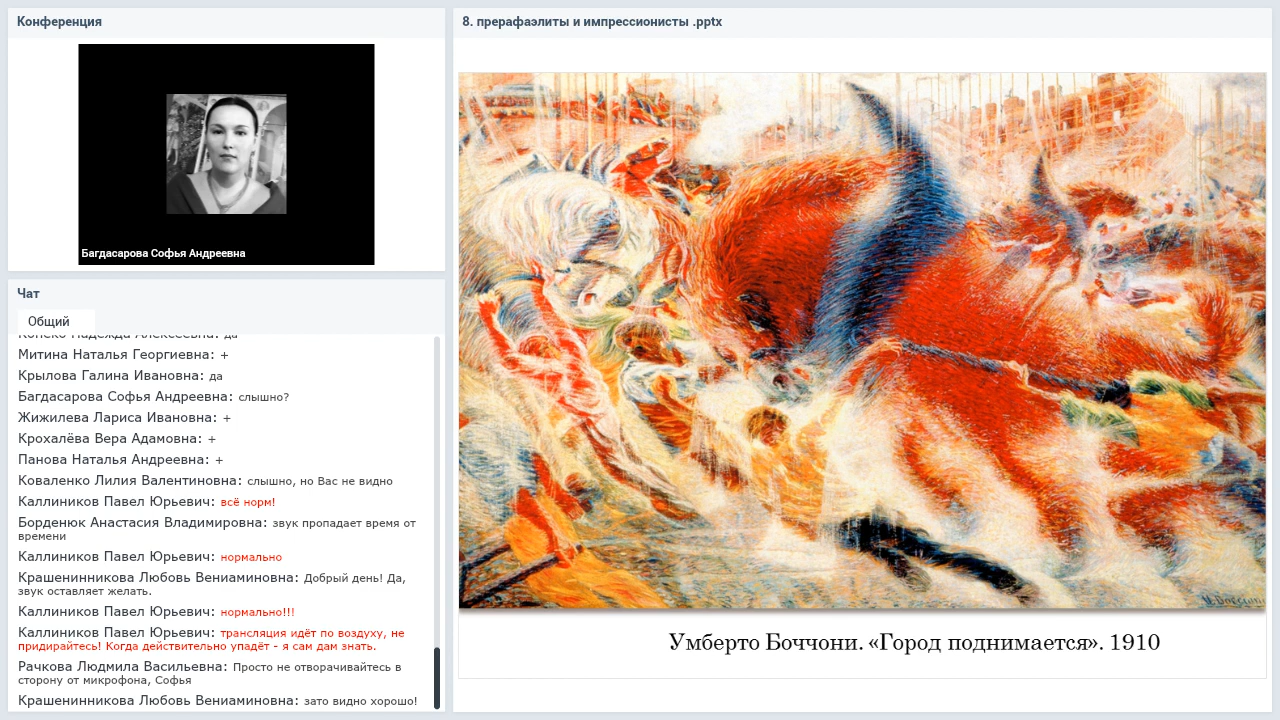 Конференция
Багдасарова Софья Андреевна
Чат
Общий
Митина Наталья Георгиевна: +
Крылова Галина Ивановна: да
Багдасарова Софья Андреевна: слышно?
Жижилева Лариса Ивановна: +
Крохалёва Вера Адамовна: +
Панова Наталья Андреевна: +
Коваленко Лилия Валентиновна: слышно, но Вас не видно
Каллиников Павел Юрьевич: всё норм!
Борденюк Анастасия Владимировна: звук пропадает время от
времени
Каллиников Павел Юрьевич: нормально
Крашенинникова Любовь Вениаминовна: Добрый день! Да,
звук оставляет желать.
Каллиников Павел Юрьевич: нормально!!!
Каллиников Павел Юрьевич: трансляция идёт по воздуху, не
придирайтесь! Когда действительно упадёт - я сам дам знать.
Рачкова Людмила Васильевна: Просто не отворачивайтесь в
сторону от микрофона, Софья
Крашенинникова Любовь Вениаминовна: зато видно хорошо!
8. прерафаэлиты и импрессионисты .pptx
Умберто Боччони. «Город поднимается». 1910